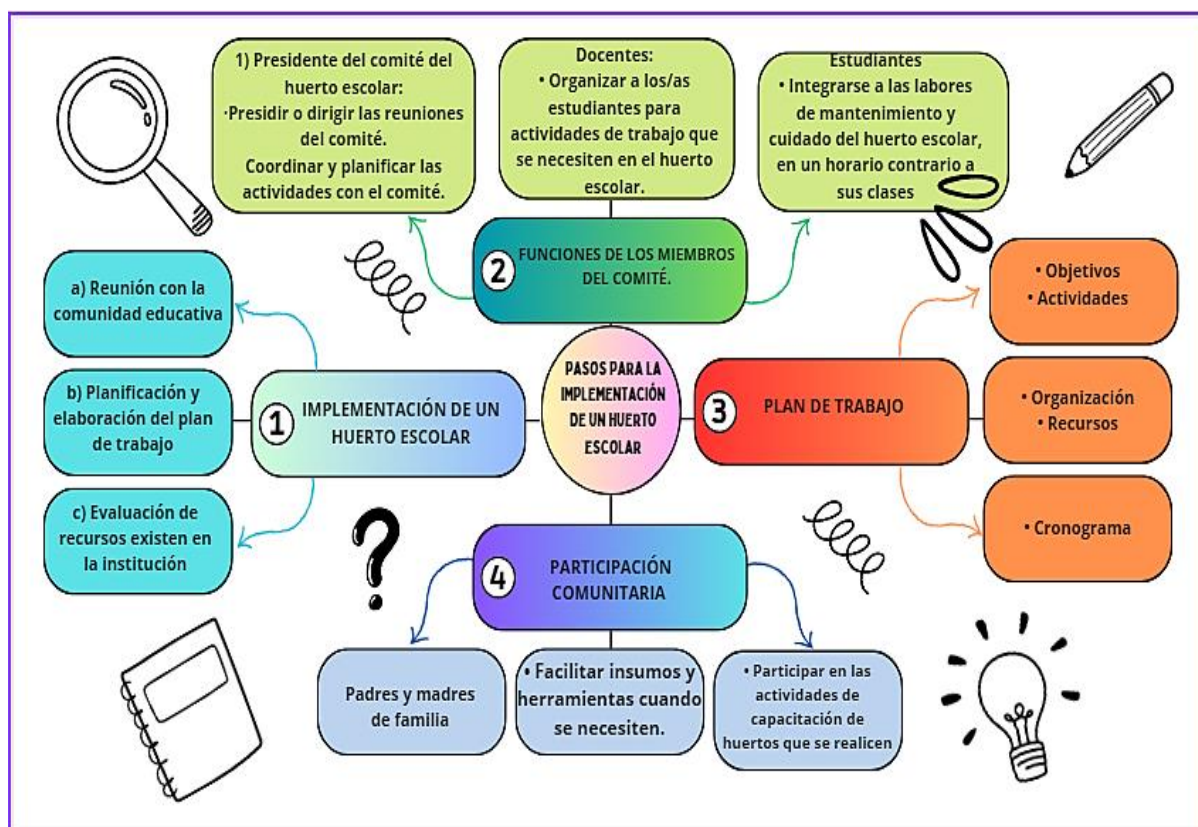 PASOS PARA LA
IMPLEMENTACIÓN
DE UN HUERTO
ESCOLAR
1
IMPLEMENTACIÓN DE UN
HUERTO ESCOLAR
a) Reunión con la
comunidad educativa
b) Planificación y
elaboración del plan
de trabajo
c) Evaluación de
recursos existen en
la institución
2
FUNCIONES DE LOS MIEMBROS
DEL COMITÉ.
1) Presidente del comité del
huerto escolar:
·Presidir o dirigir las reuniones
del comité.
Coordinar y planificar las
actividades con el comité.
Docentes:
• Organizar a los/as
estudiantes para
actividades de trabajo que
se necesiten en el huerto
escolar.
Estudiantes
• Integrarse a las labores
de mantenimiento y
cuidado del huerto escolar,
en un horario contrario a
sus clases
3
PLAN DE TRABAJO
• Objetivos
• Actividades
• Organización
• Recursos
• Cronograma
4
PARTICIPACIÓN
COMUNITARIA
Padres y madres
de familia
• Facilitar insumos y
herramientas cuando
se necesiten.
• Participar en las
actividades de
capacitación de
huertos que se realicen
?